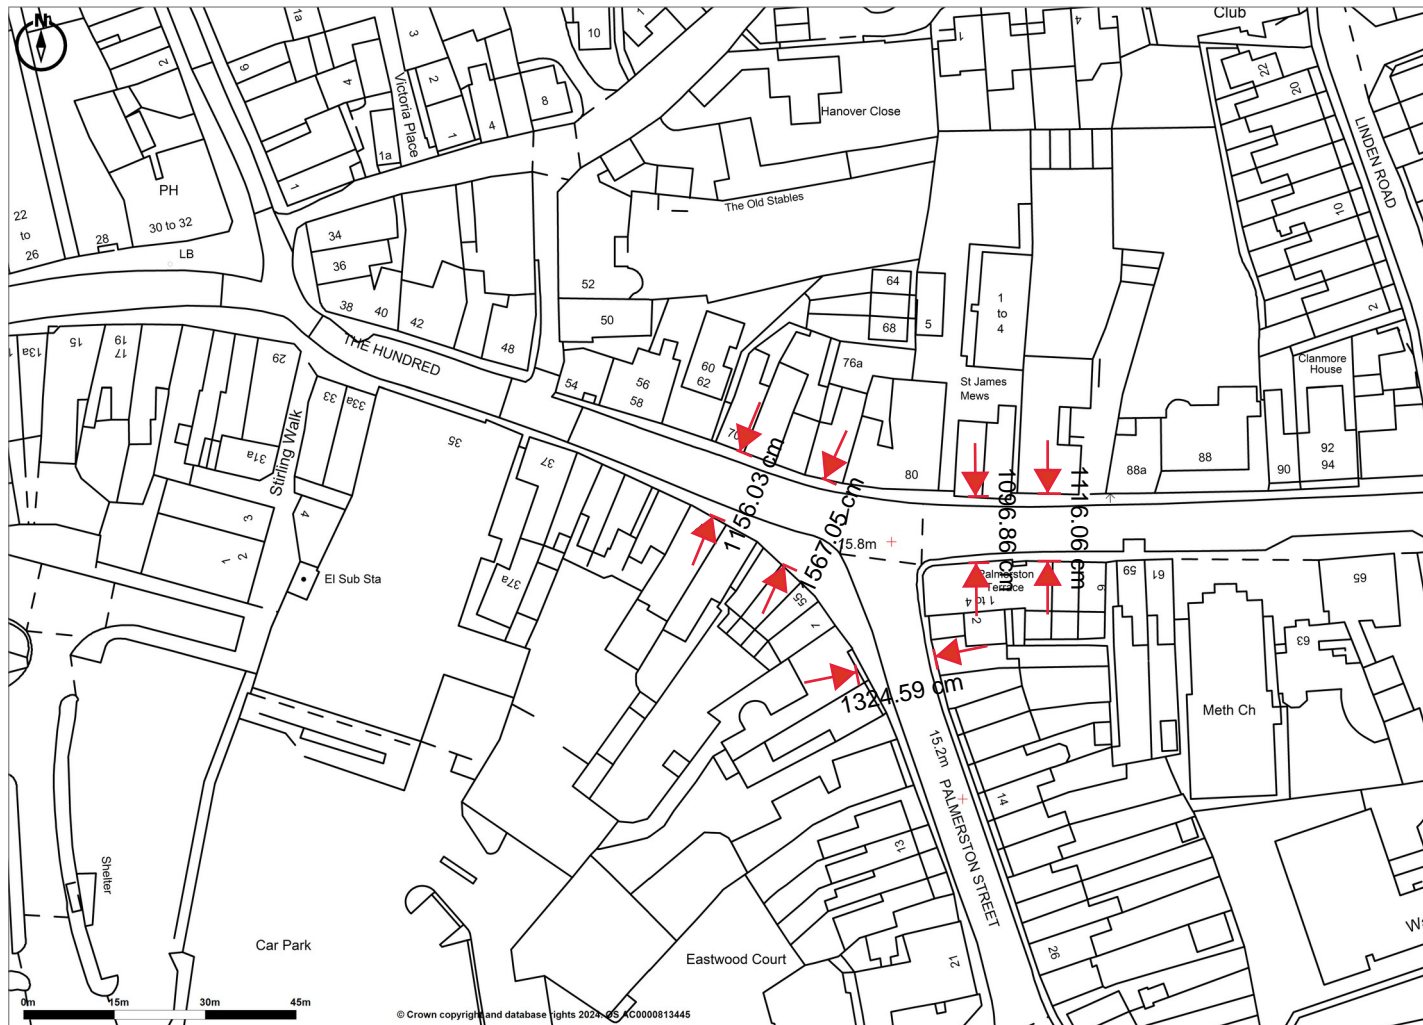 N
1a
3
10
1
1
4
Club
2
6
4
Victoria Place
2
1
4
8
Hanover Close
22
20
LINDEN ROAD
1a
1
PH
The Old Stables
10
22
to
26
28
30 to 32
LB
34
36
38
40
42
48
52
50
64
68
5
1
to
4
2
13a
15
19
17
29
THE HUNDRED
54
56
58
60
62
76a
St James
Mews
Clanmore
House
33
33a
35
31a
Stirling Walk
37
70
80
88a
88
90
92
94
1156.03 cm
1567.05 cm
1096.86 cm
1116.06 cm
15.8m
3
2
1
4
El Sub Sta
37a
55
7
Palmerston
Terrace
1 to 4
2
6
59
61
65
63
1324.59 cm
Meth Ch
15.2m
PALMERSTON STREET
14
13
26
21
Shelter
Car Park
Eastwood Court
0m
15m
30m
45m
© Crown copyright and database rights 2024. OS AC0000813445